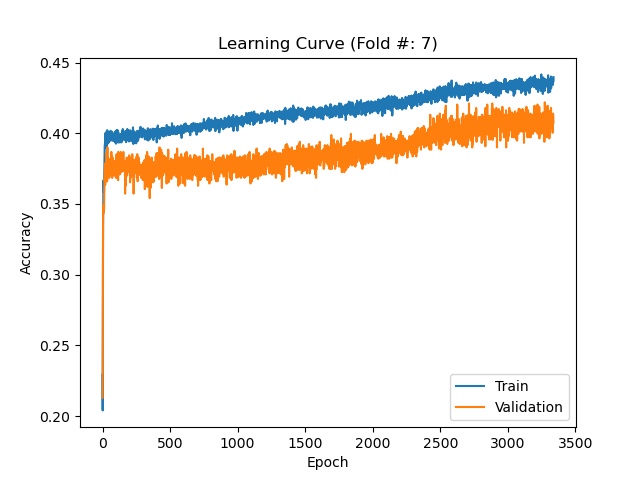 Learning Curve (Fold #: 7)
Accuracy
0.45
0.40
0.35
0.30
0.25
0.20
0 500 1000 1500 2000 2500 3000 3500
Epoch
Train
Validation